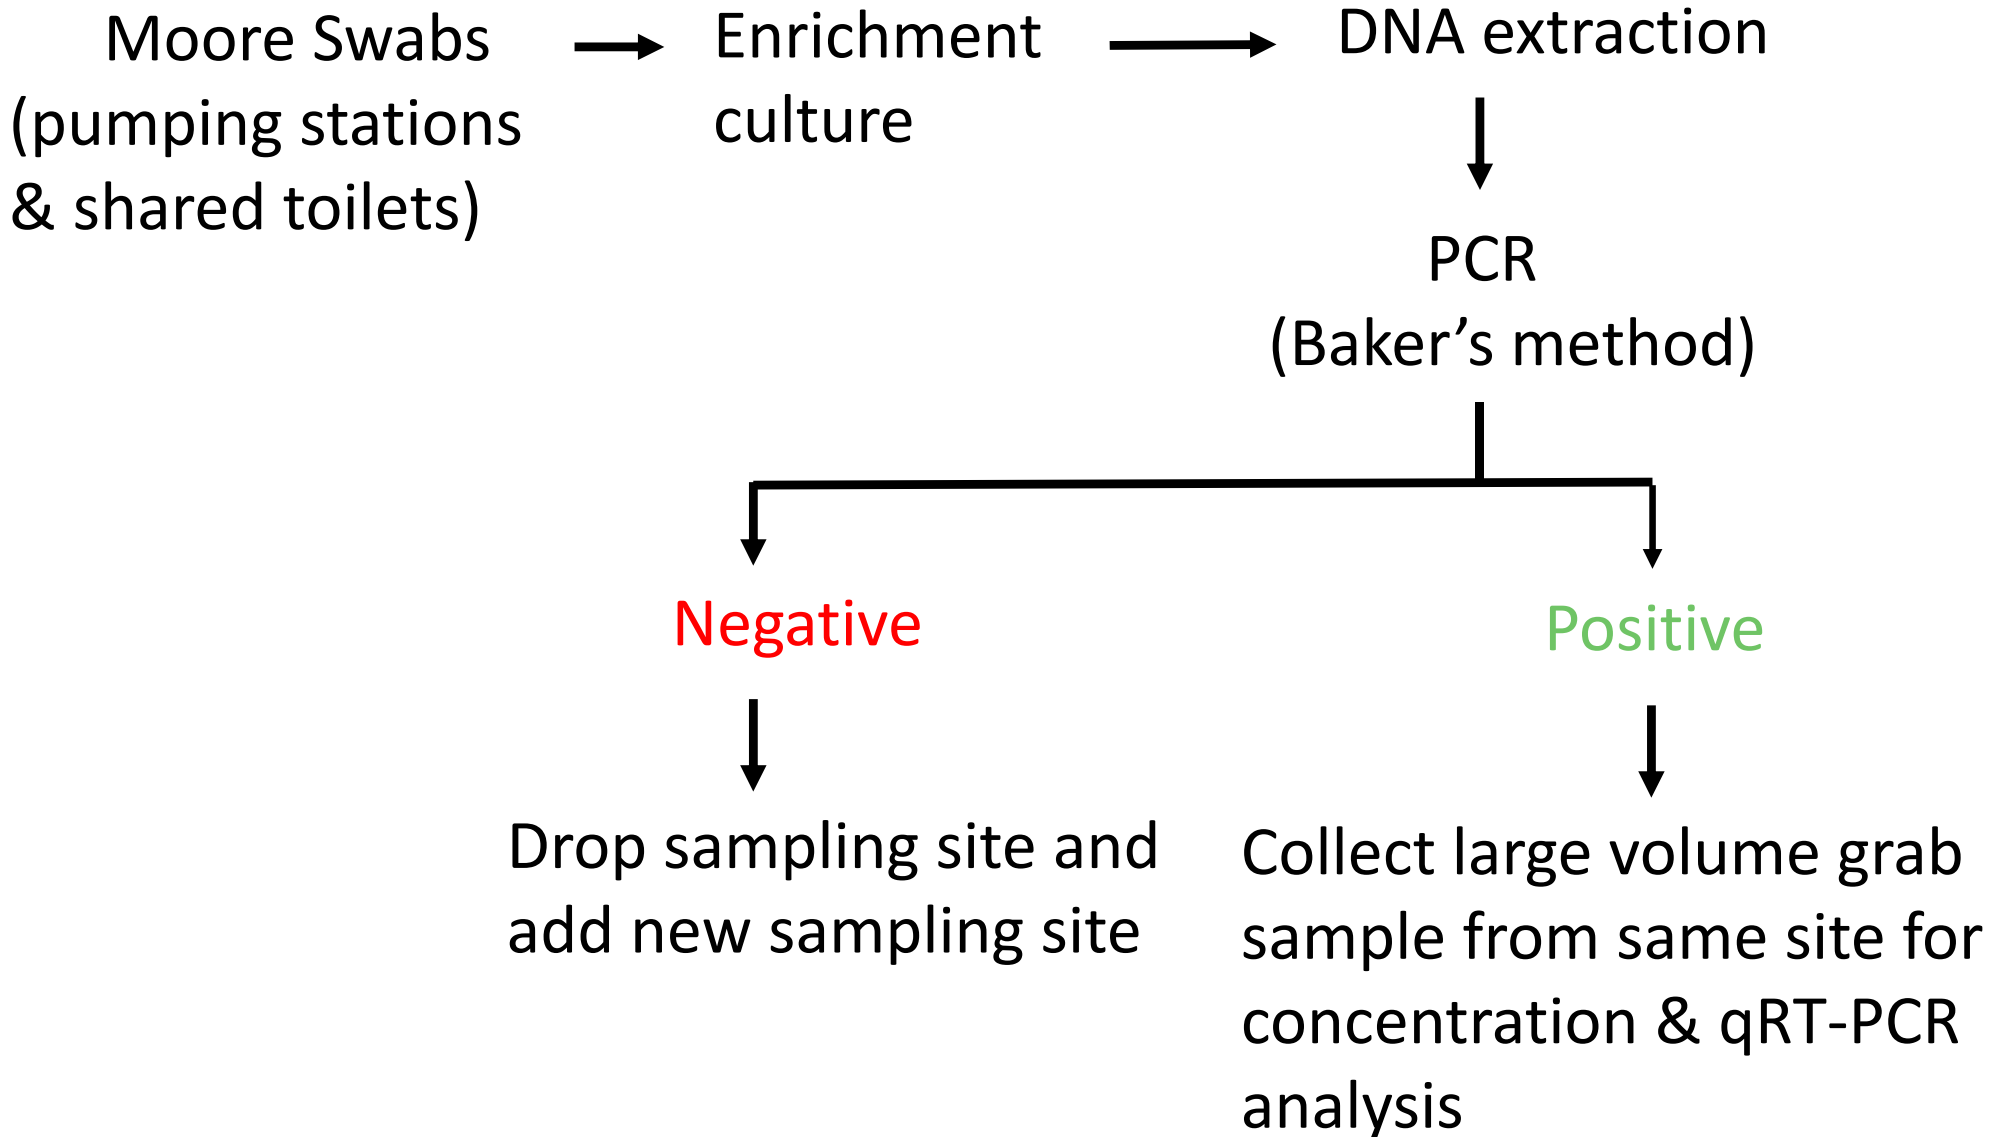 Moore Swabs
(pumping stations
& shared toilets)
Enrichment
culture
DNA extraction
PCR
(Baker’s method)
Negative
Positive
Drop sampling site and
add new sampling site
Collect large volume grab
sample from same site for
concentration & qRT-PCR
analysis